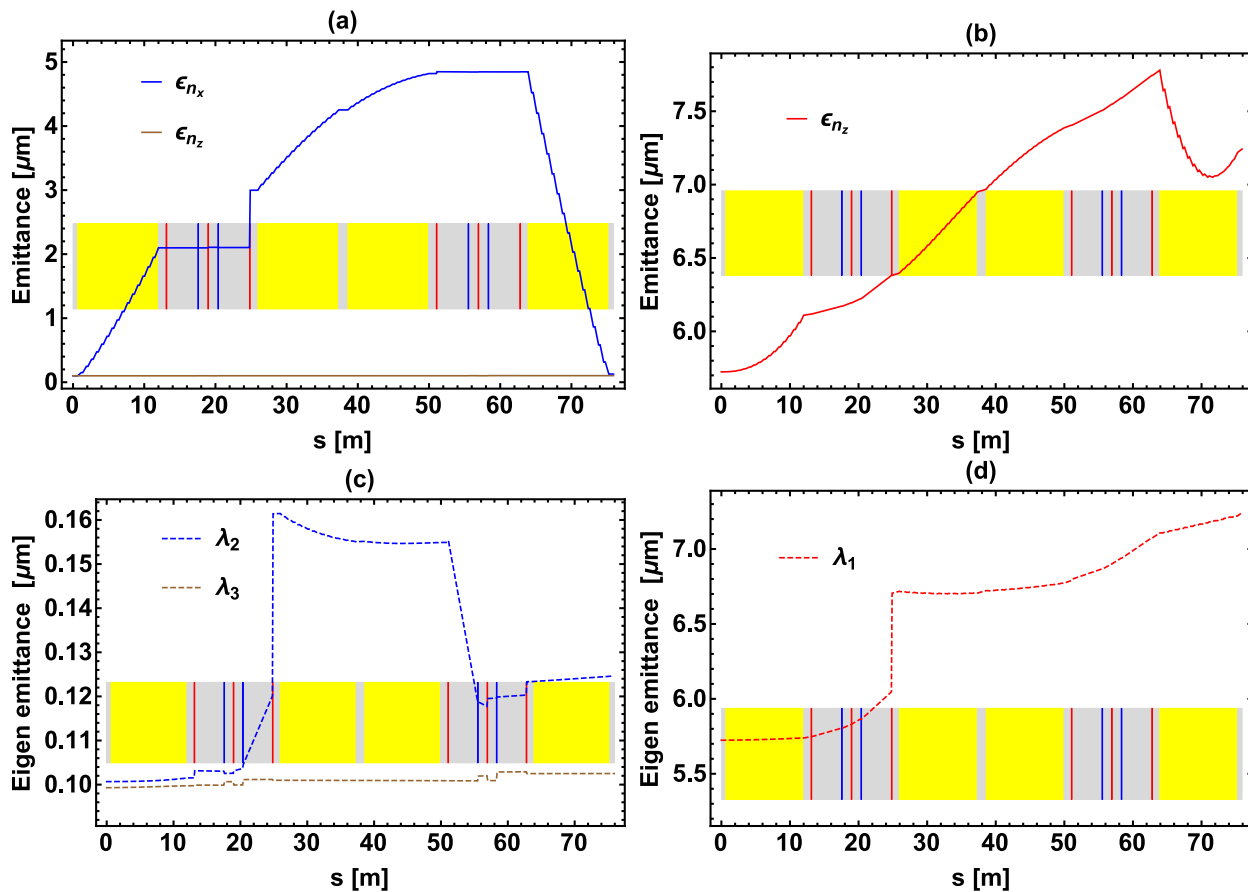 (a)
5
4
3
2
1
0
Emittance [μm]
ϵnx
ϵnz
0 10 20 30 40 50 60 70
s [m]
(b)
7.5
7.0
6.5
6.0
Emittance [μm]
ϵnz
0 10 20 30 40 50 60 70
s [m]
(c)
0.16
0.15
0.14
0.13
0.12
0.11
0.10
Eigen emittance [μm]
λ2
λ3
0 10 20 30 40 50 60 70
s [m]
(d)
7.0
6.5
6.0
5.5
Eigen emittance [μm]
λ1
0 10 20 30 40 50 60 70
s [m]